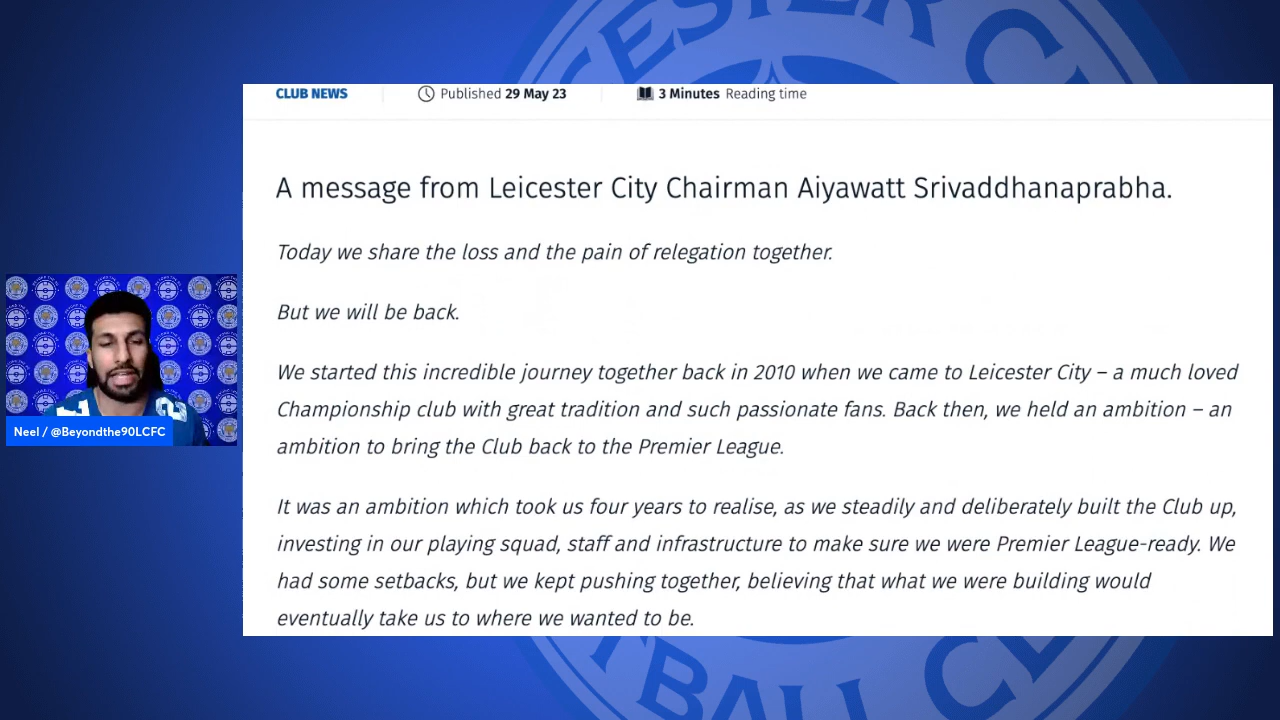 ESTER CI
CLUB NEWS
Published 29 May 23
3 Minutes Reading time
A message from Leicester City Chairman Aiyawatt Srivaddhanaprabha.
Today we share the loss and the pain of relegation together.
But we will be back.
We started this incredible journey together back in 2010 when we came to Leicester City – a much loved
Championship club with great tradition and such passionate fans. Back then, we held an ambition – an
ambition to bring the Club back to the Premier League.
It was an ambition which took us four years to realise, as we steadily and deliberately built the Club up,
investing in our playing squad, staff and infrastructure to make sure we were Premier League-ready. We
had some setbacks, but we kept pushing together, believing that what we were building would
eventually take us to where we wanted to be.
Neel / @Beyondthe90LCFC
TBALL CL